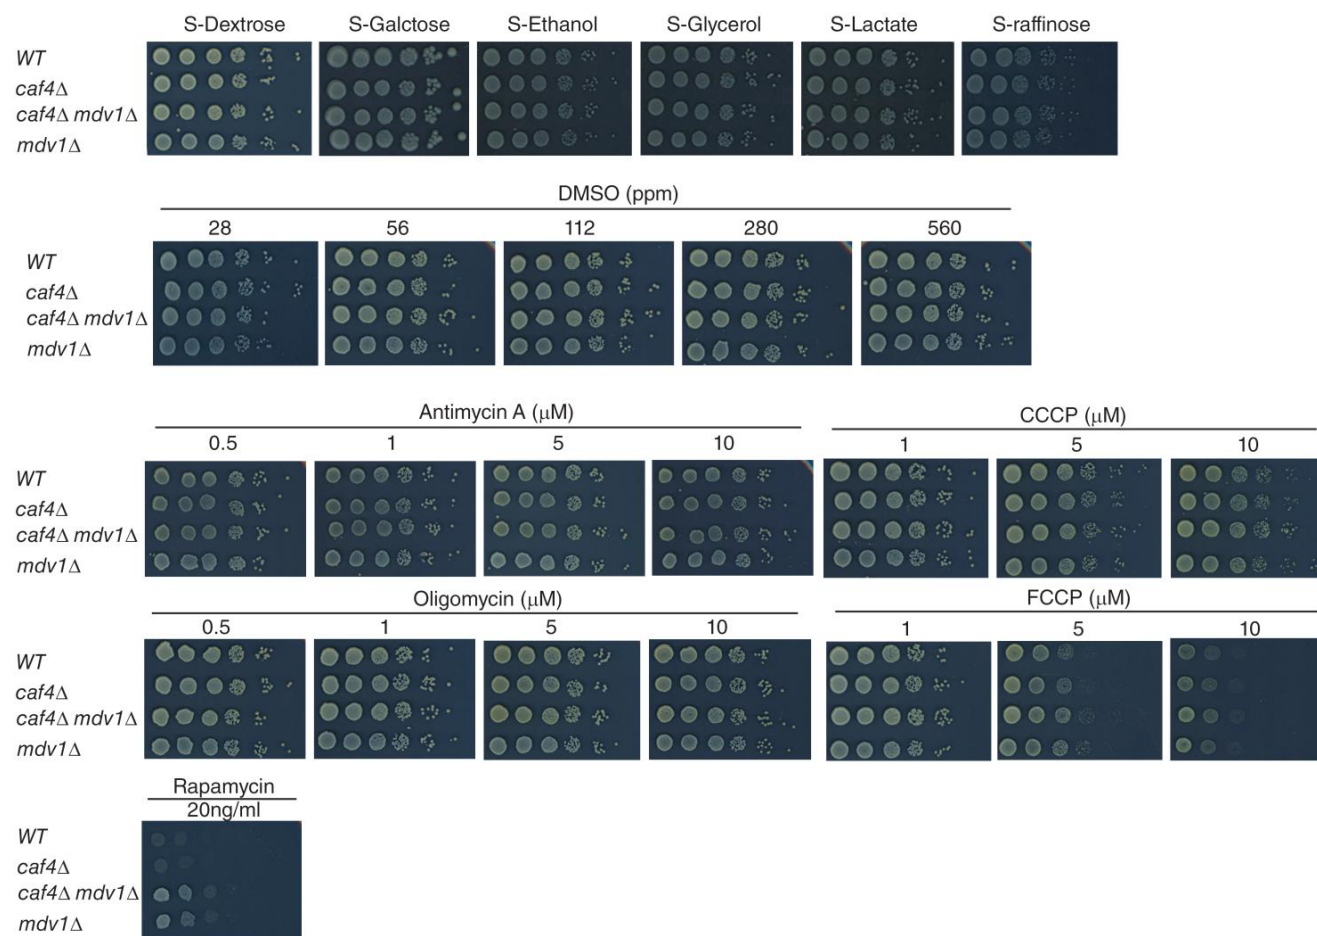 S-Dextrose S-Galctose S-Ethanol S-Glycerol S-Lactate S-raffinose
WT
caf4Δ
caf4Δ mdv1Δ
mdv1Δ
DMSO (ppm)
28 56 112 280 560
WT
caf4Δ
caf4Δ mdv1Δ
mdv1Δ
Antimycin A (μM) CCCP (μM)
0.5 1 5 10 1 5 10
WT
caf4Δ
caf4Δ mdv1Δ
mdv1Δ
Oligomycin (μM) FCCP (μM)
0.5 1 5 10 1 5 10
WT
caf4Δ
caf4Δ mdv1Δ
mdv1Δ
Rapamycin
20ng/ml
WT
caf4Δ
caf4Δ mdv1Δ
mdv1Δ